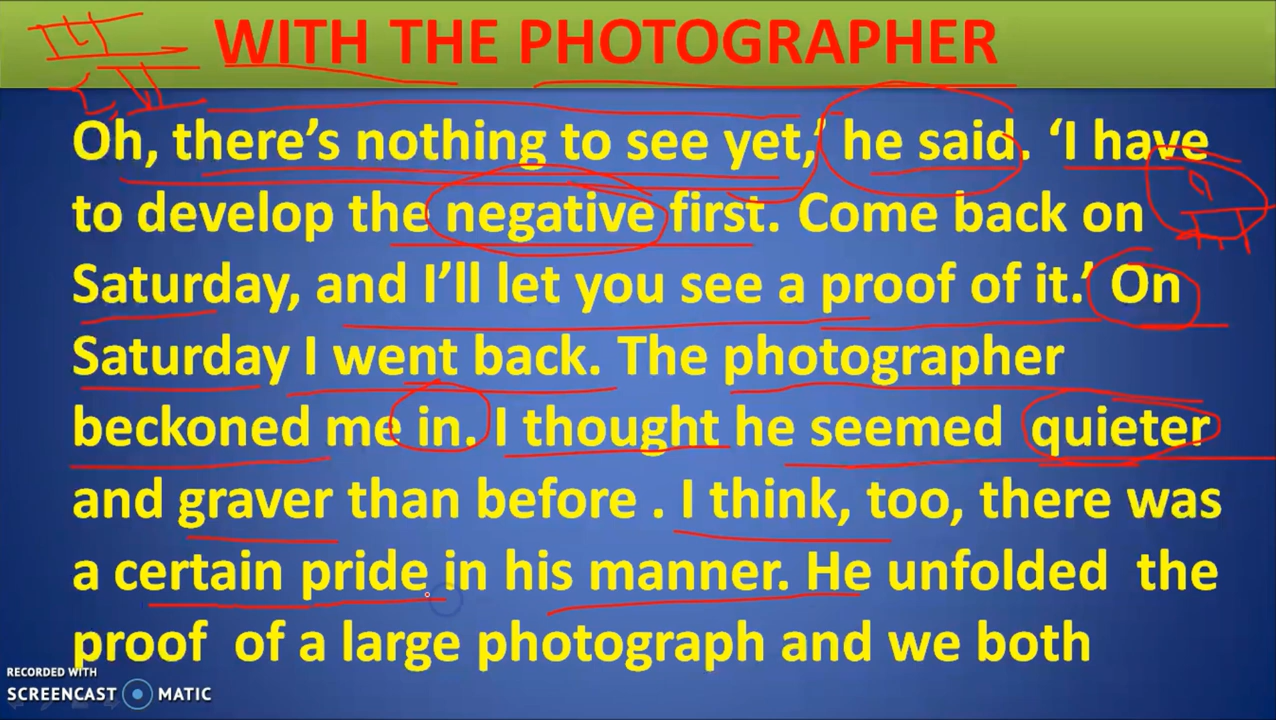 WITH THE PHOTOGRAPHER
Oh, there's nothing to see yet,' he said. 'I have
to develop the negative first. Come back on
Saturday, and I'll let you see a proof of it.' On
Saturday I went back. The photographer
beckoned me in. I thought he seemed quieter
and graver than before . I think, too, there was
a certain pride in his manner. He unfolded the
proof of a large photograph and we both
RECORDED WITH
SCREENCAST MATIC